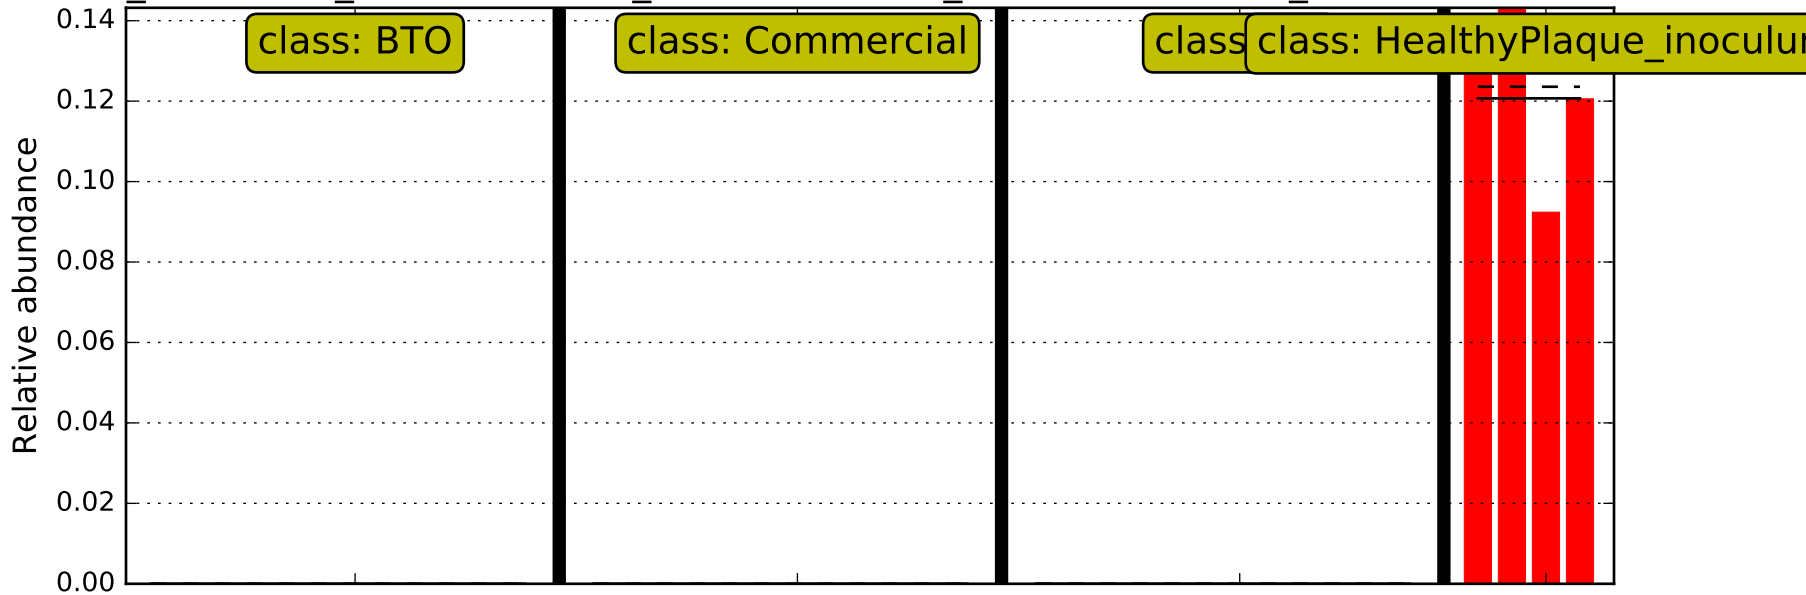 0.14
class: BTO
class: Commercial
class
class: HealthyPlaque_inoculu
0.12
0.10
0.08
0.06
0.04
0.02
0.00
Relative abundance